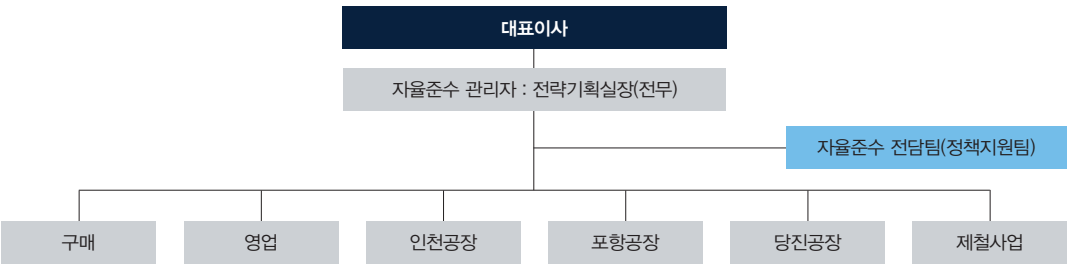 대표이사
자율준수 관리자 : 전략기획실장(전무)
자율준수 전담팀(정책지원팀)
구매
영업
인천공장
포항공장
당진공장
제철사업